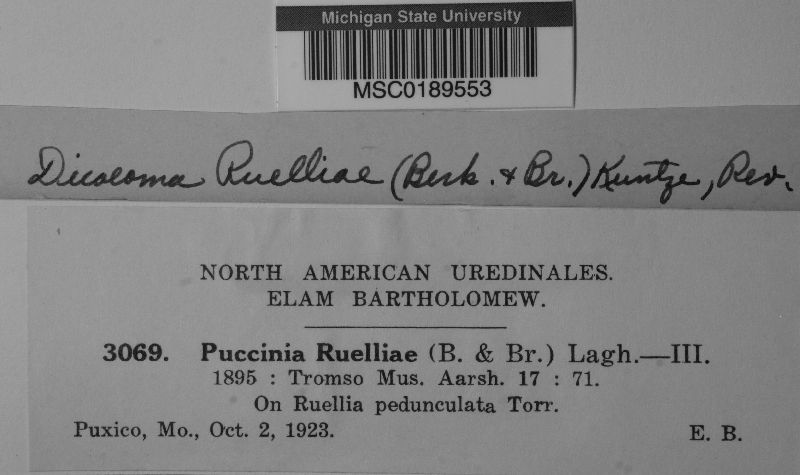 Michigan State University
MSC0189553
Dicaeoma Ruelliae (Berk. & Br.) Kuntze, Rev.
NORTH AMERICAN UREDINALES.
ELAM BARTHOLOMEW.
3069. Puccinia Ruelliae (B. & Br.) Lagh.—III.
1895 : Tromso Mus. Aarsh. 17 : 71.
On Ruellia pedunculata Torr.
Puxico, Mo., Oct. 2, 1923. E. B.